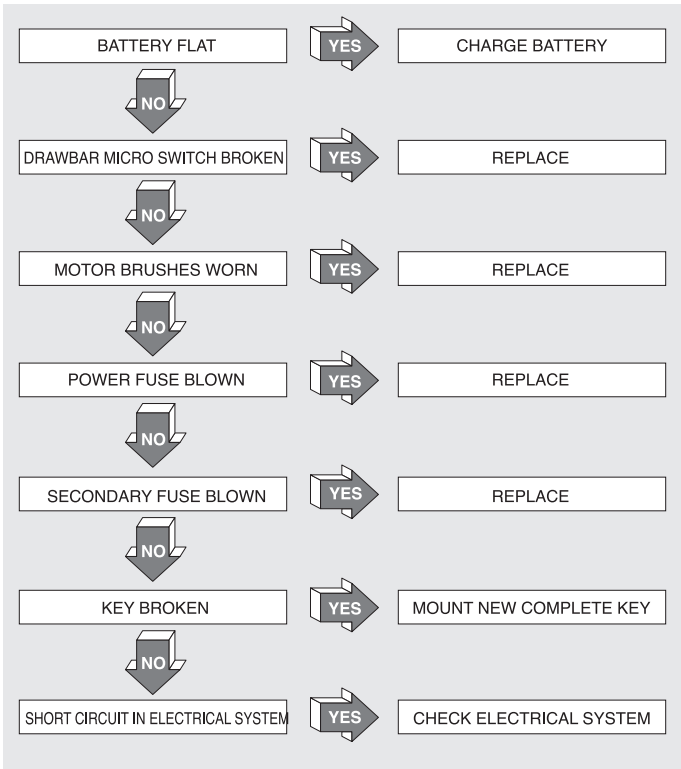 BATTERY FLAT
YES
CHARGE BATTERY
NO
DRAWBAR MICRO SWITCH BROKEN
YES
REPLACE
NO
MOTOR BRUSHES WORN
YES
REPLACE
NO
POWER FUSE BLOWN
YES
REPLACE
NO
SECONDARY FUSE BLOWN
YES
REPLACE
NO
KEY BROKEN
YES
MOUNT NEW COMPLETE KEY
NO
SHORT CIRCUIT IN ELECTRICAL SYSTEM
YES
CHECK ELECTRICAL SYSTEM